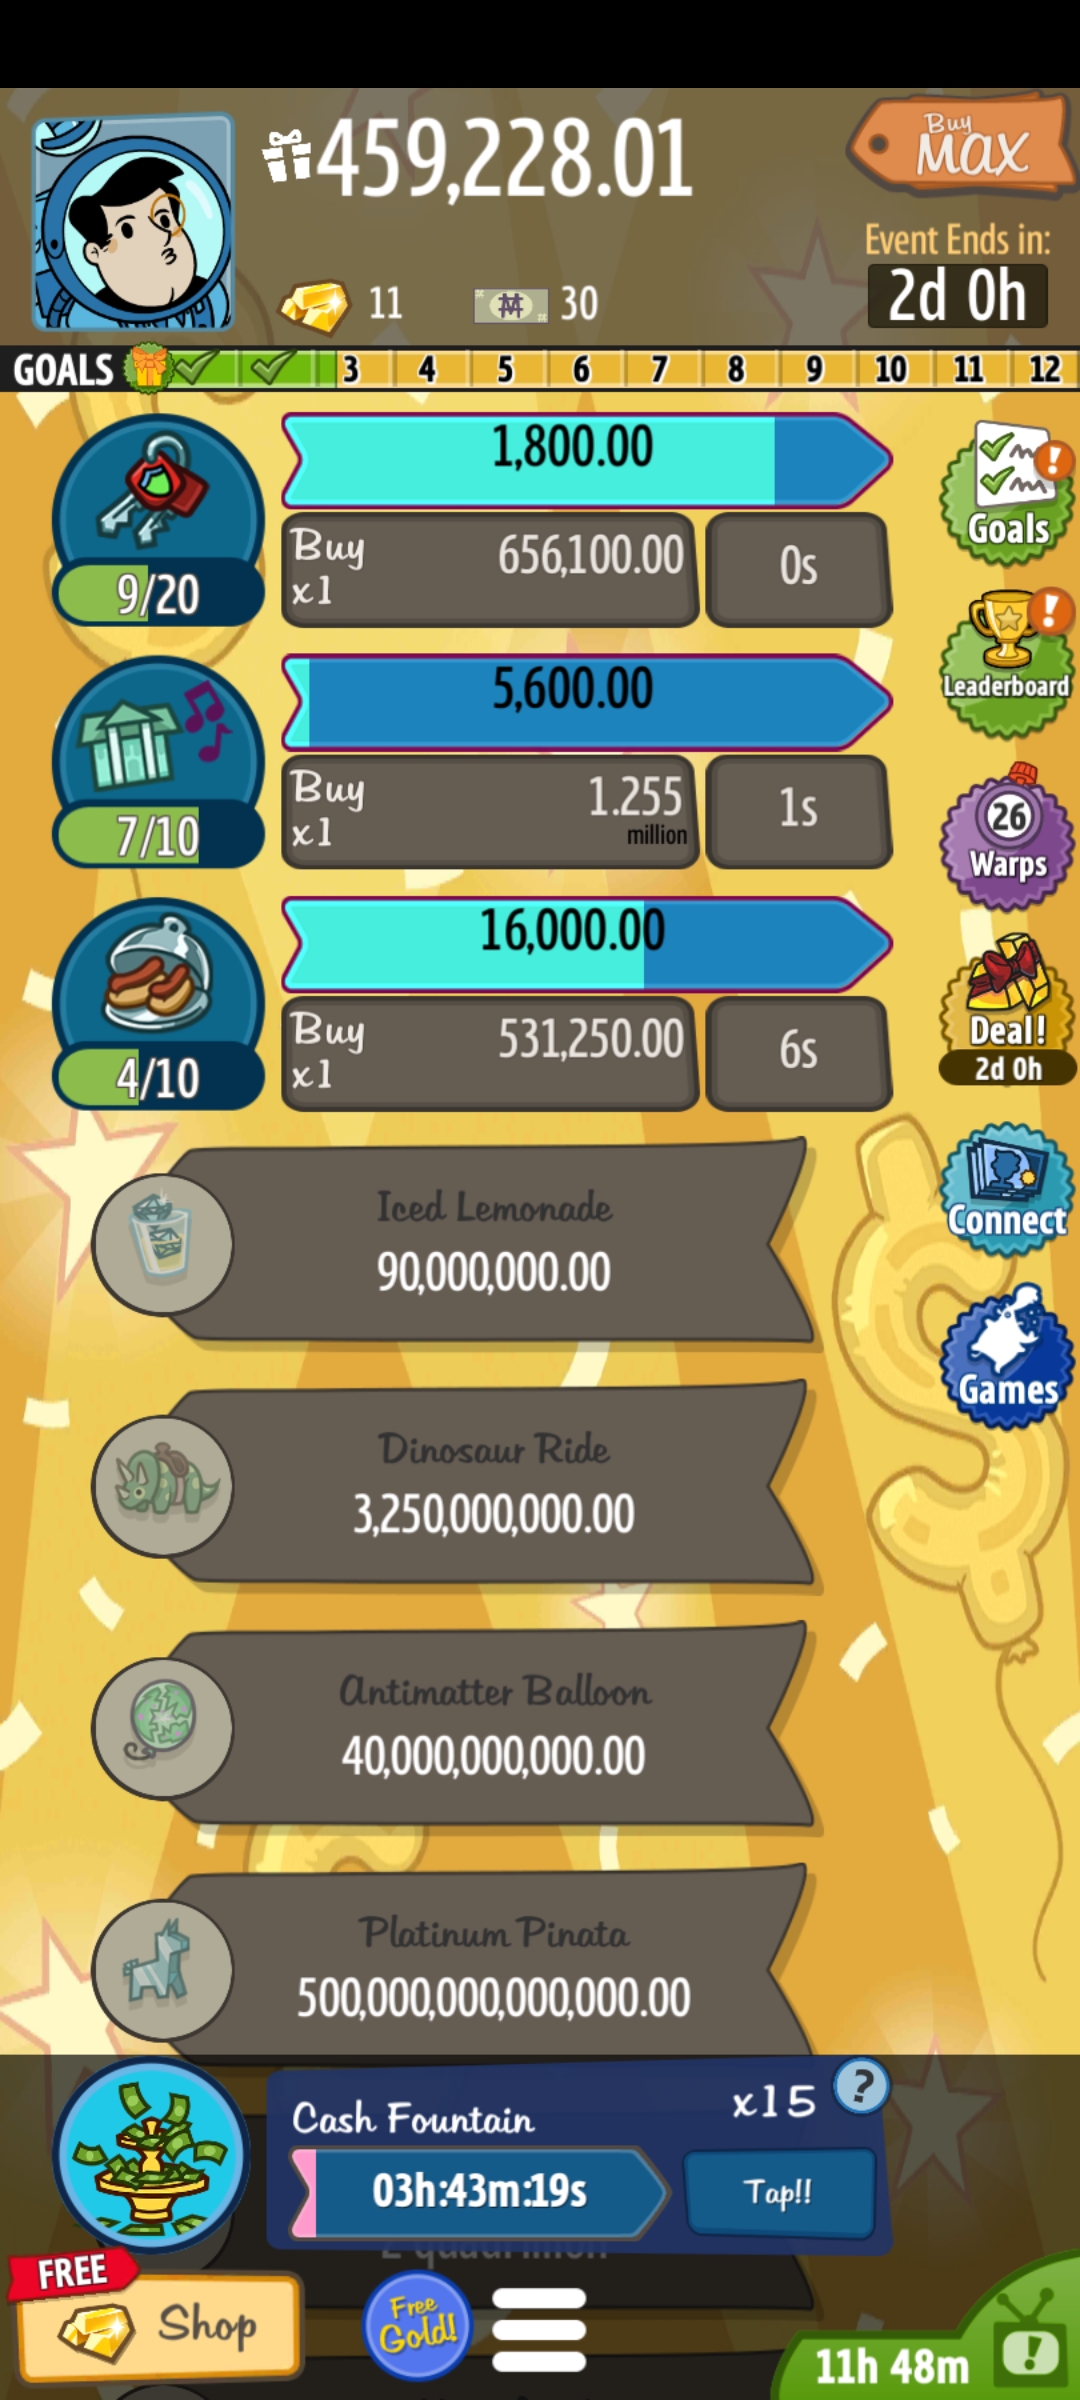 459,228.01
Buy
MAX
Event Ends in:
2d 0h
11
30
GOALS 3 4 5 6 7 8 9 10 11 12
1,800.00
Buy
x1
656,100.00
0s
9/20
Goals
5,600.00
Buy
x1
1.255
million
1s
7/10
Leaderboard
26
Warps
16,000.00
Buy
x1
531,250.00
6s
4/10
Deal!
2d 0h
Iced Lemonade
90,000,000.00
Connect
Dinosaur Ride
3,250,000,000.00
Games
Antimatter Balloon
40,000,000,000.00
Platinum Pinata
500,000,000,000,000.00
Cash Fountain
x15
?
03h:43m:19s
Tap!!
2 quadrillion
FREE
Shop
Free
Gold!
11h 48m